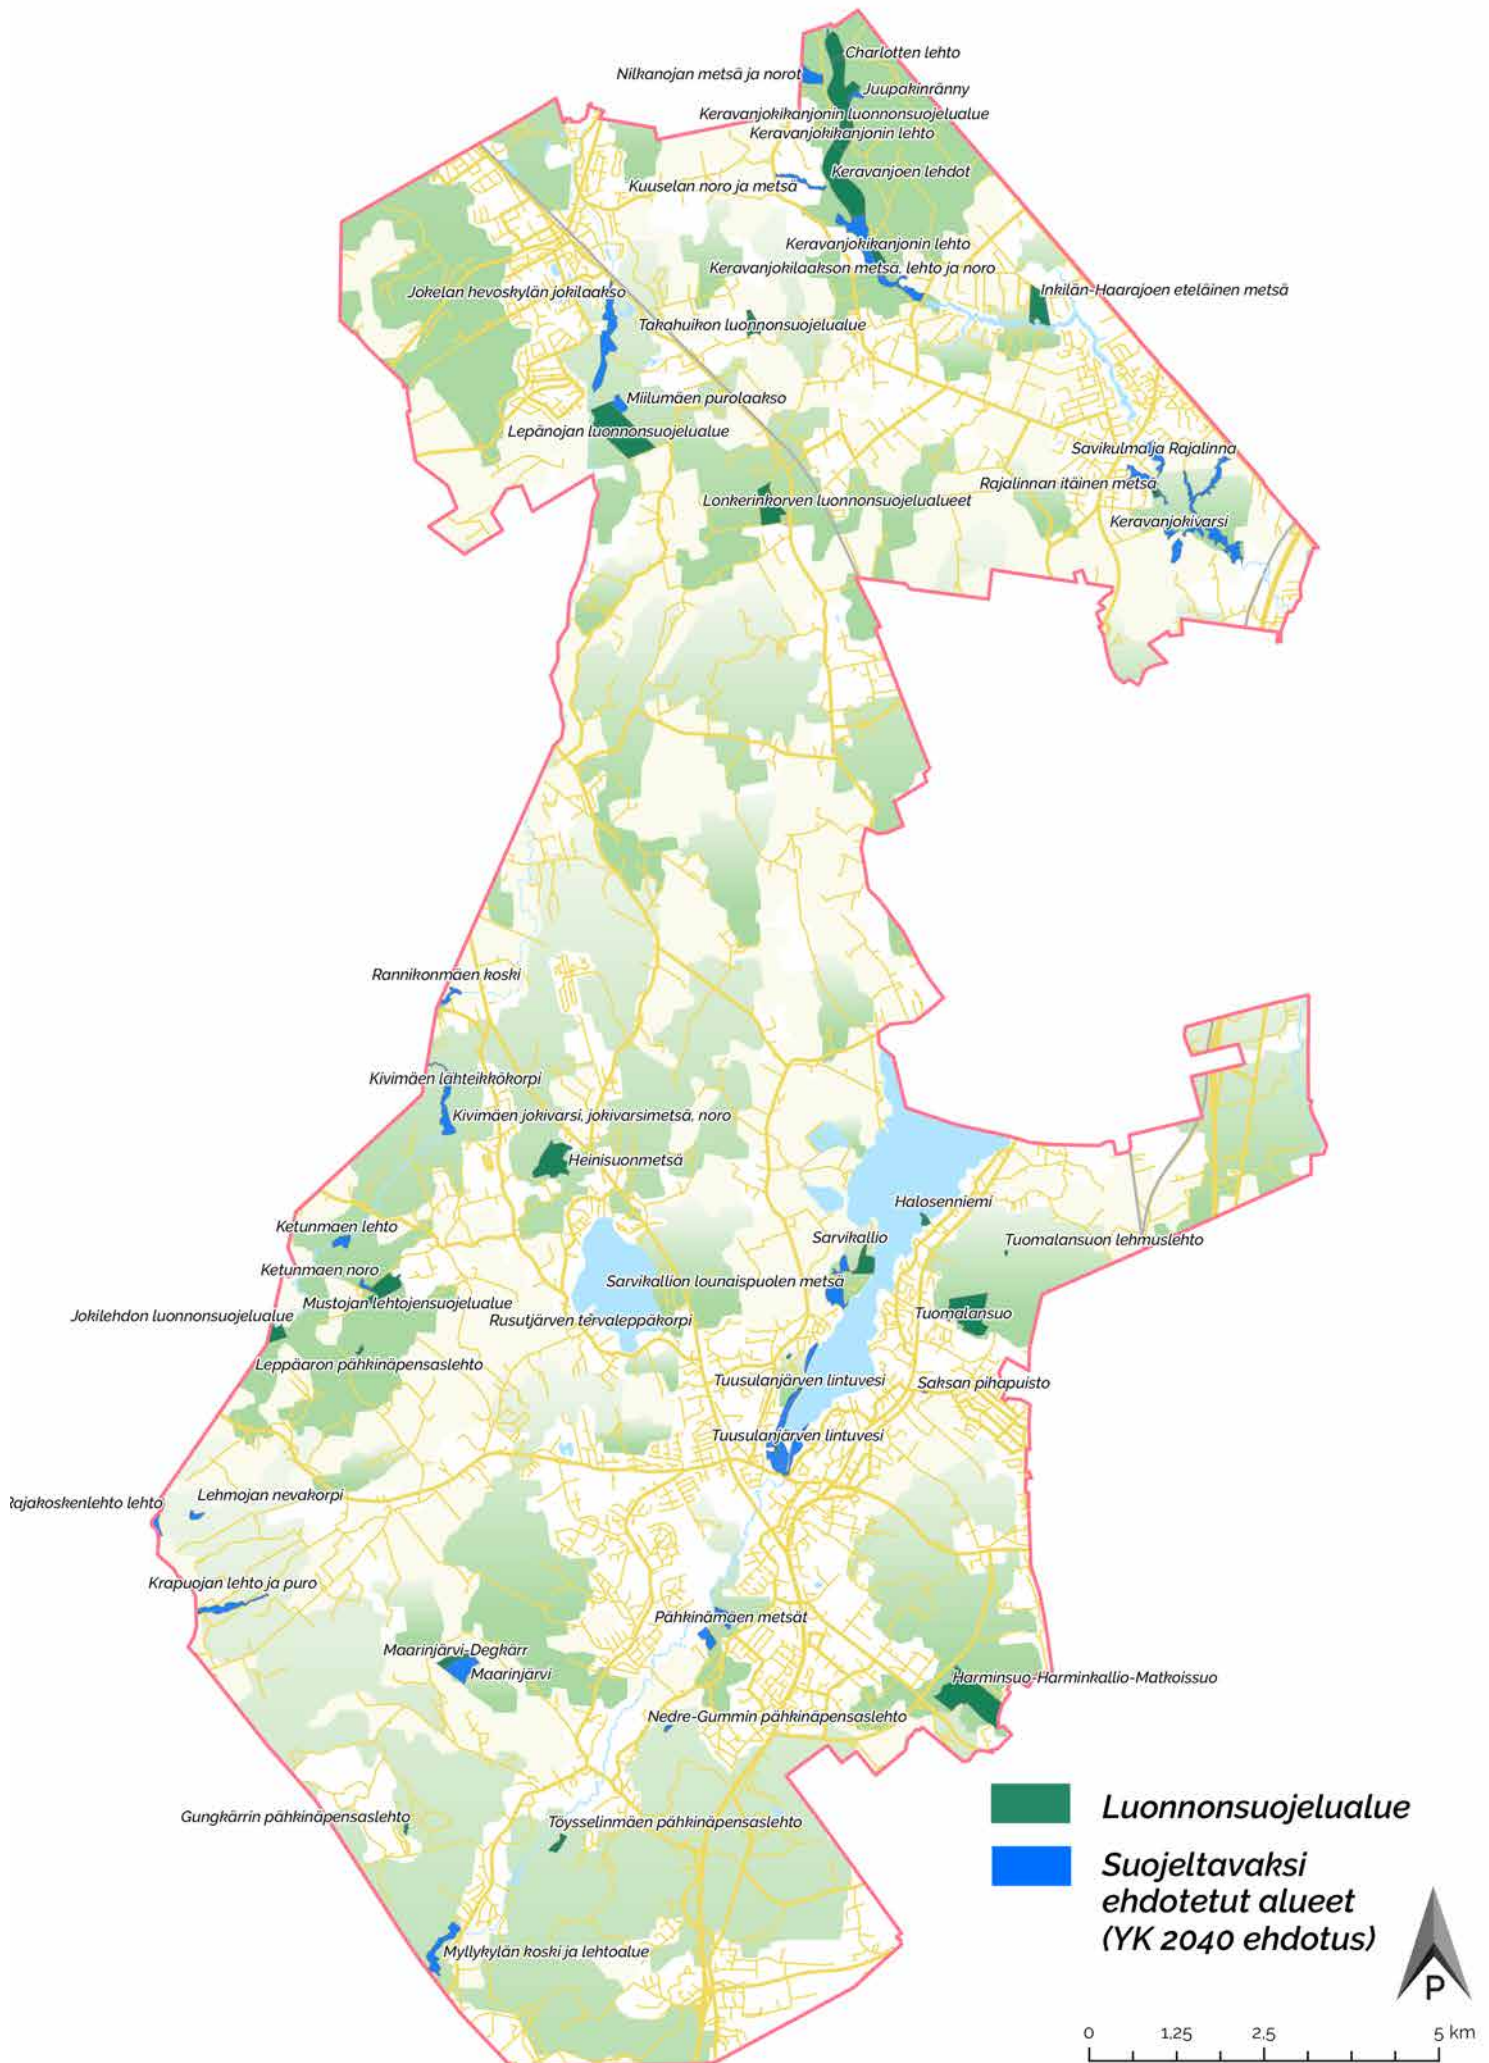 Charlotten lehto
Nilkanojan metsä ja norot
Juupakinränny
Keravanjokikanjonin luonnonsuojelualue
Keravanjokikanjonin lehto
Keravanjoen lehdot
Kuuselan noro ja metsä
Keravanjokikanjonin lehto
Keravanjokilaakson metsä, lehto ja noro
Jokelan hevoskylän jokilaakso
Inkilän-Haarajoen eteläinen metsä
Takahuikon luonnonsuojelualue
Miilumäen purolaakso
Lepänojan luonnonsuojelualue
Savikulma ja Rajalinna
Rajalinnan itäinen metsä
Lonkerinkorven luonnonsuojelualueet
Keravanjokivarsi
Rannikonmäen koski
Kivimäen lähteikkökorpi
Kivimäen jokivarsi, jokivarsimetsä, noro
Heinisuonmetsä
Halosenniemi
Ketunmaen lehto
Sarvikallio
Tuomalansuon lehmuslehto
Ketunmaen noro
Sarvikallion lounaispuolen metsä
Mustojan lehtojensuojelualue
Jokilehdon luonnonsuojelualue
Rusutjärven tervaleppäkorpi
Tuomalansuo
Leppäaron pähkinäpensaslehto
Tuusulanjärven lintuvesi
Saksan pihapuisto
Tuusulanjärven lintuvesi
Rajakoskenlehto lehto
Lehmojan nevakorpi
Krapuojan lehto ja puro
Pähkinämäen metsät
Maarinjärvi-Degkärr
Maarinjärvi
Harminsuo-Harminkallio-Matkoissuo
Nedre-Gummin pähkinäpensaslehto
Gungkärrin pähkinäpensaslehto
Töysselinmäen pähkinäpensaslehto
Myllykylän koski ja lehtoalue
Luonnonsuojelualue
Suojeltavaksi
ehdotetut alueet
(YK 2040 ehdotus)
P
0 1,25 2,5 5 km